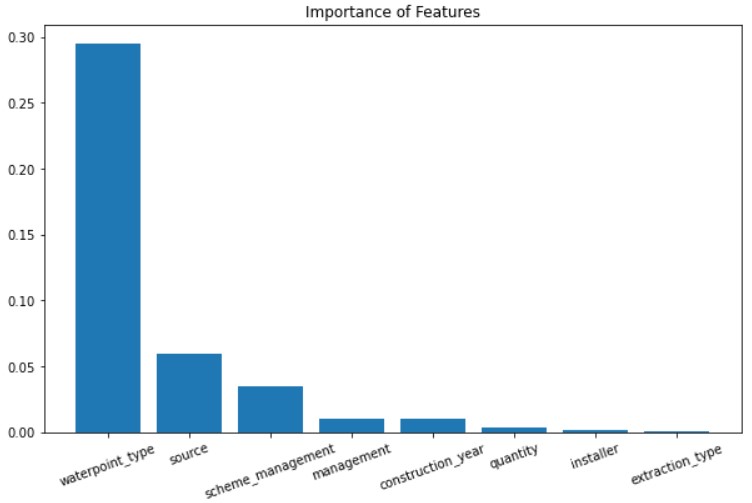 Importance of Features
0.30
0.25
0.20
0.15
0.10
0.05
0.00
waterpoint_type
source
scheme_management
management
construction_year
quantity
installer
extraction_type